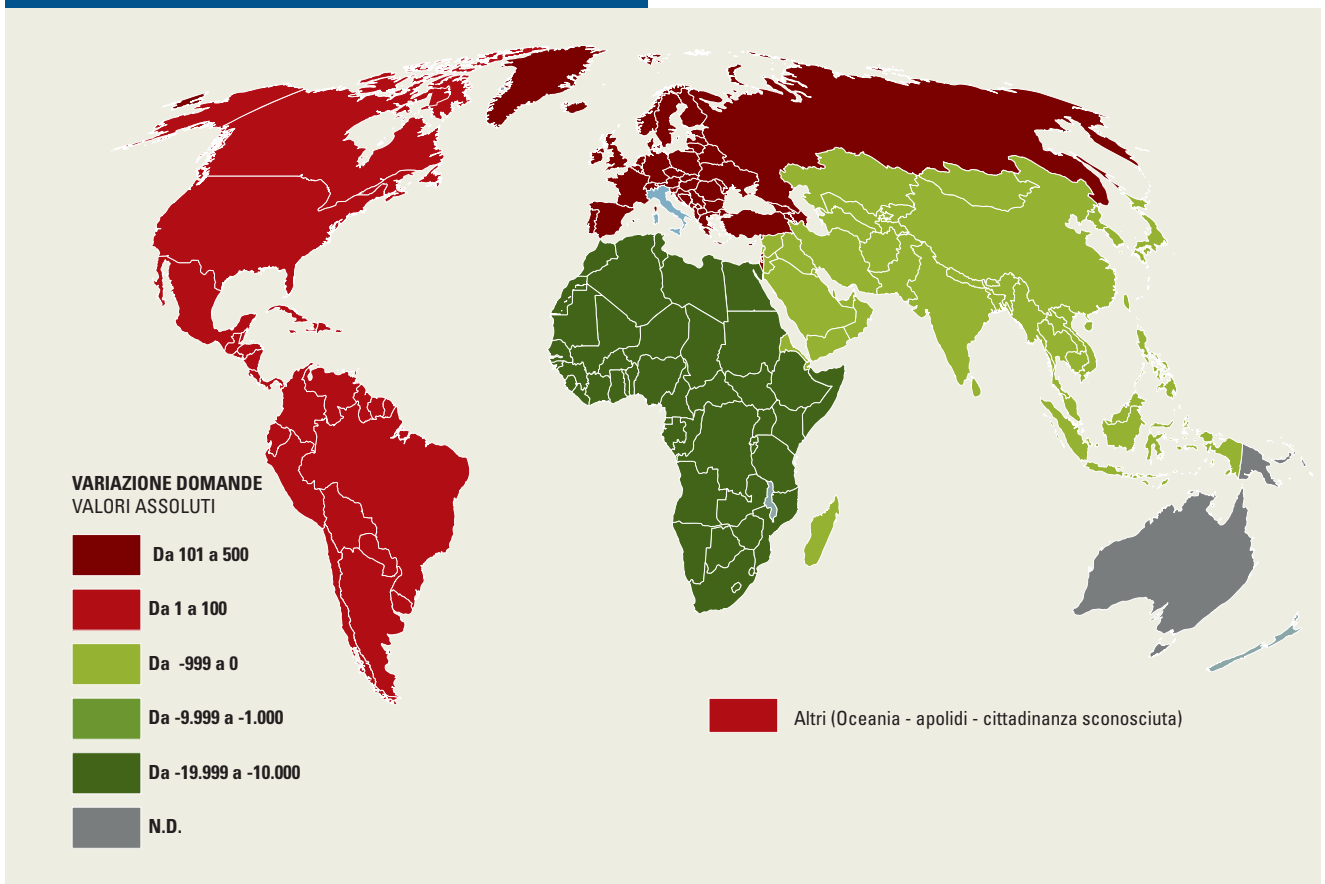 VARIAZIONE DOMANDE
VALORI ASSOLUTI
Da 101 a 500
Da 1 a 100
Da -999 a 0
Da -9.999 a -1.000
Da -19.999 a -10.000
N.D.
Altri (Oceania - apolidi - cittadinanza sconosciuta)